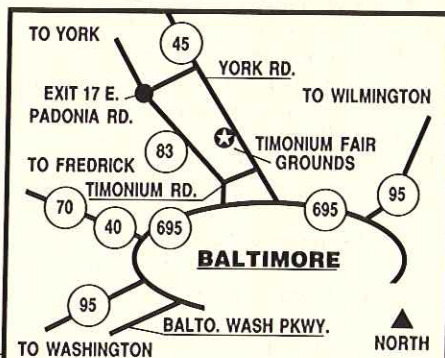 TO YORK
45
YORK RD.
EXIT 17 E.
PADONIA RD.
TO WILMINGTON
83
TIMONIUM FAIR
GROUNDS
TO FREDRICK
TIMONIUM RD.
95
70
40
695
695
BALTIMORE
95
BALTO. WASH PKWY.
TO WASHINGTON
NORTH